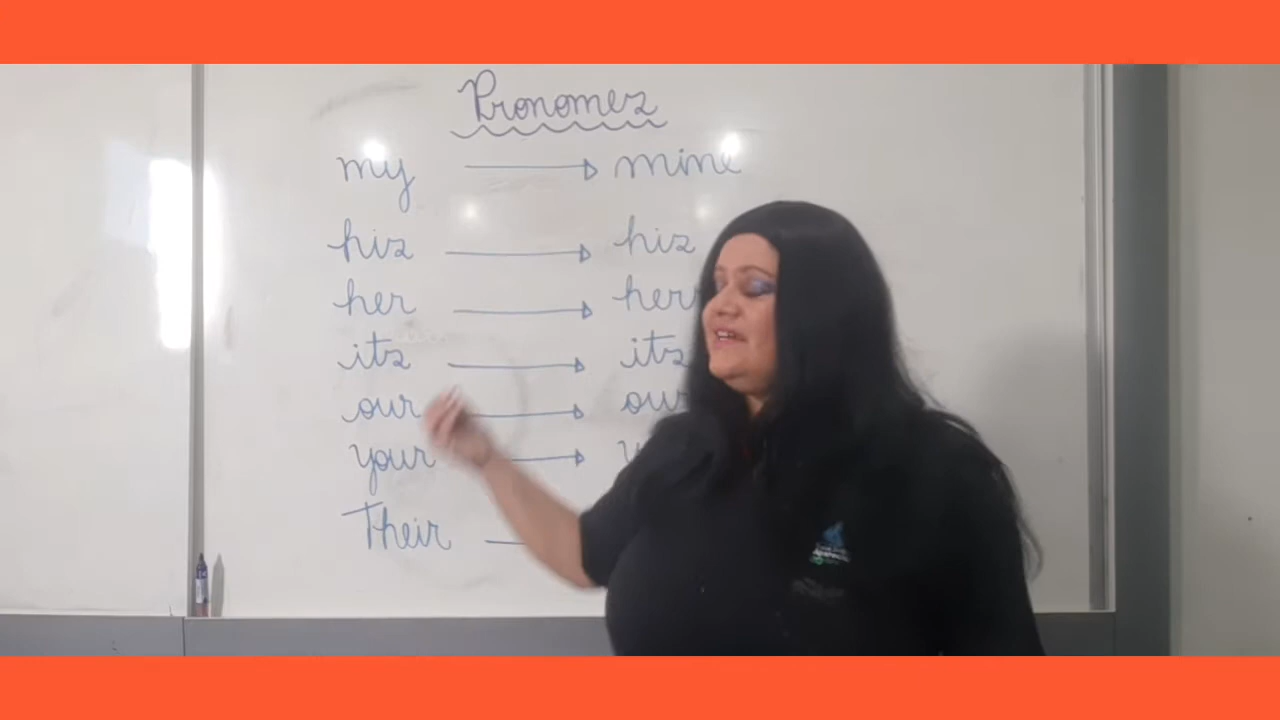 Pronomes
my → mine
his → his
her → her
its → its
our → our
your →
Their